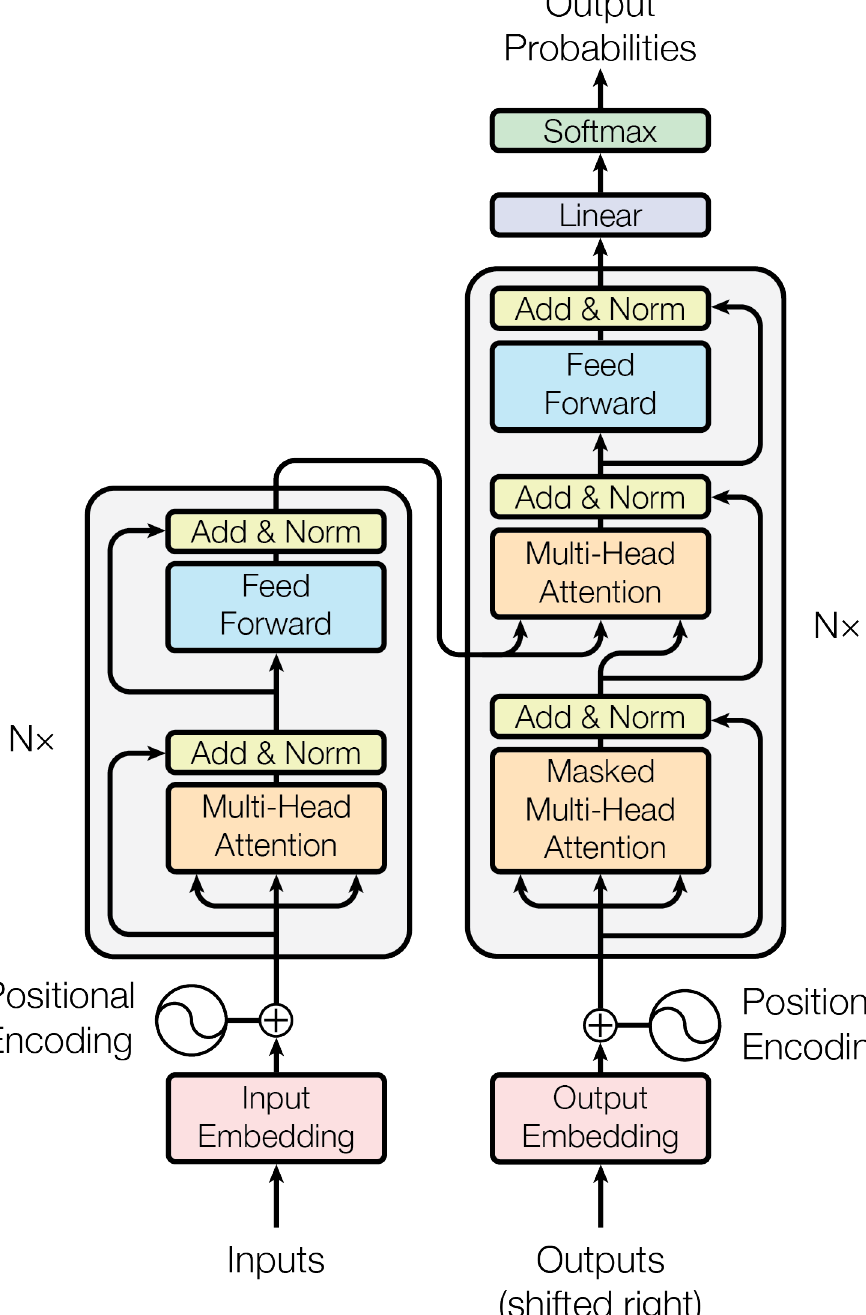 Output
Probabilities
Softmax
Linear
Add & Norm
Feed
Forward
Add & Norm
Multi-Head
Attention
Nx
Add & Norm
Masked
Multi-Head
Attention
Add & Norm
Feed
Forward
Nx
Add & Norm
Multi-Head
Attention
Positional
Encoding
Input
Embedding
Inputs
Position
Encodin
Output
Embedding
Outputs
(shifted right)